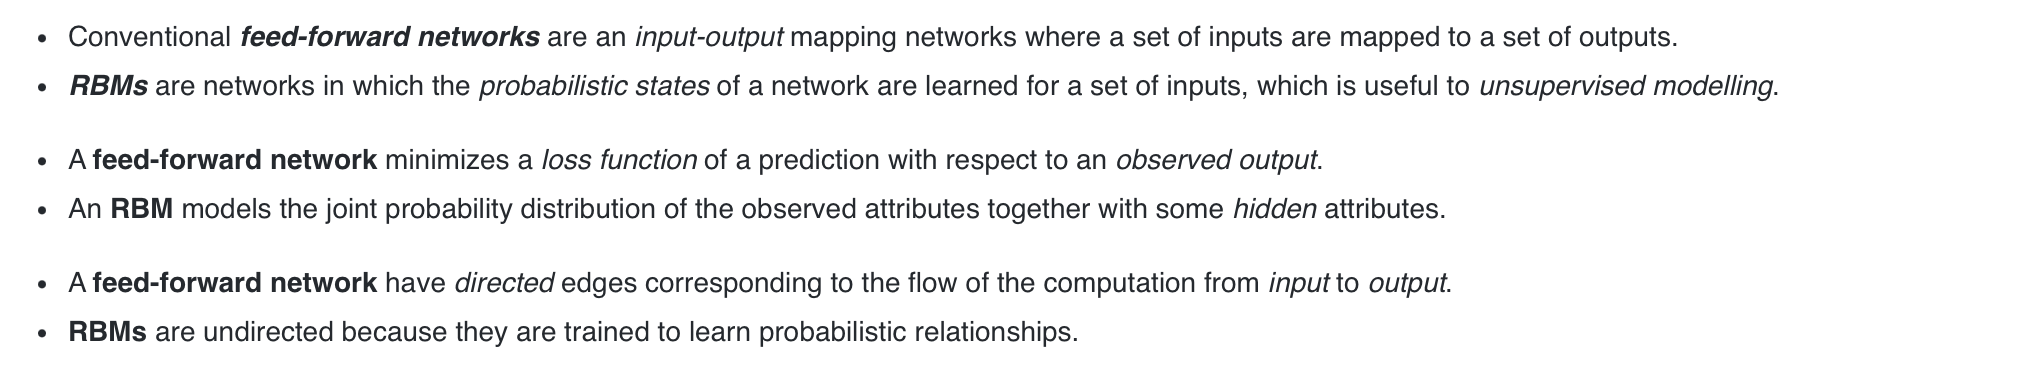 • Conventional feed-forward networks are an input-output mapping networks where a set of inputs are mapped to a set of outputs.
• RBMs are networks in which the probabilistic states of a network are learned for a set of inputs, which is useful to unsupervised modelling.
• A feed-forward network minimizes a loss function of a prediction with respect to an observed output.
• An RBM models the joint probability distribution of the observed attributes together with some hidden attributes.
• A feed-forward network have directed edges corresponding to the flow of the computation from input to output.
• RBMs are undirected because they are trained to learn probabilistic relationships.